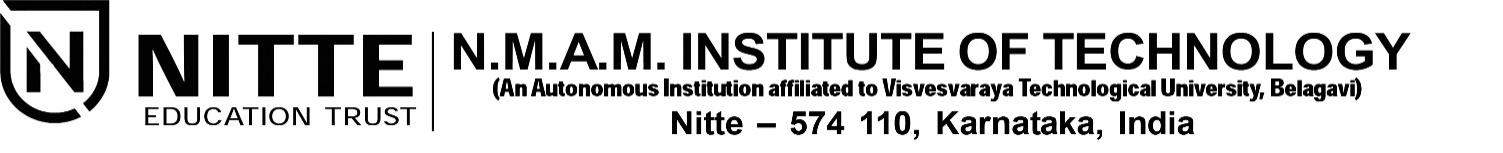 N
NITTE
EDUCATION TRUST
N.M.A.M. INSTITUTE OF TECHNOLOGY
(An Autonomous Institution affiliated to Visvesvaraya Technological University, Belagavi)
Nitte – 574 110, Karnataka, India